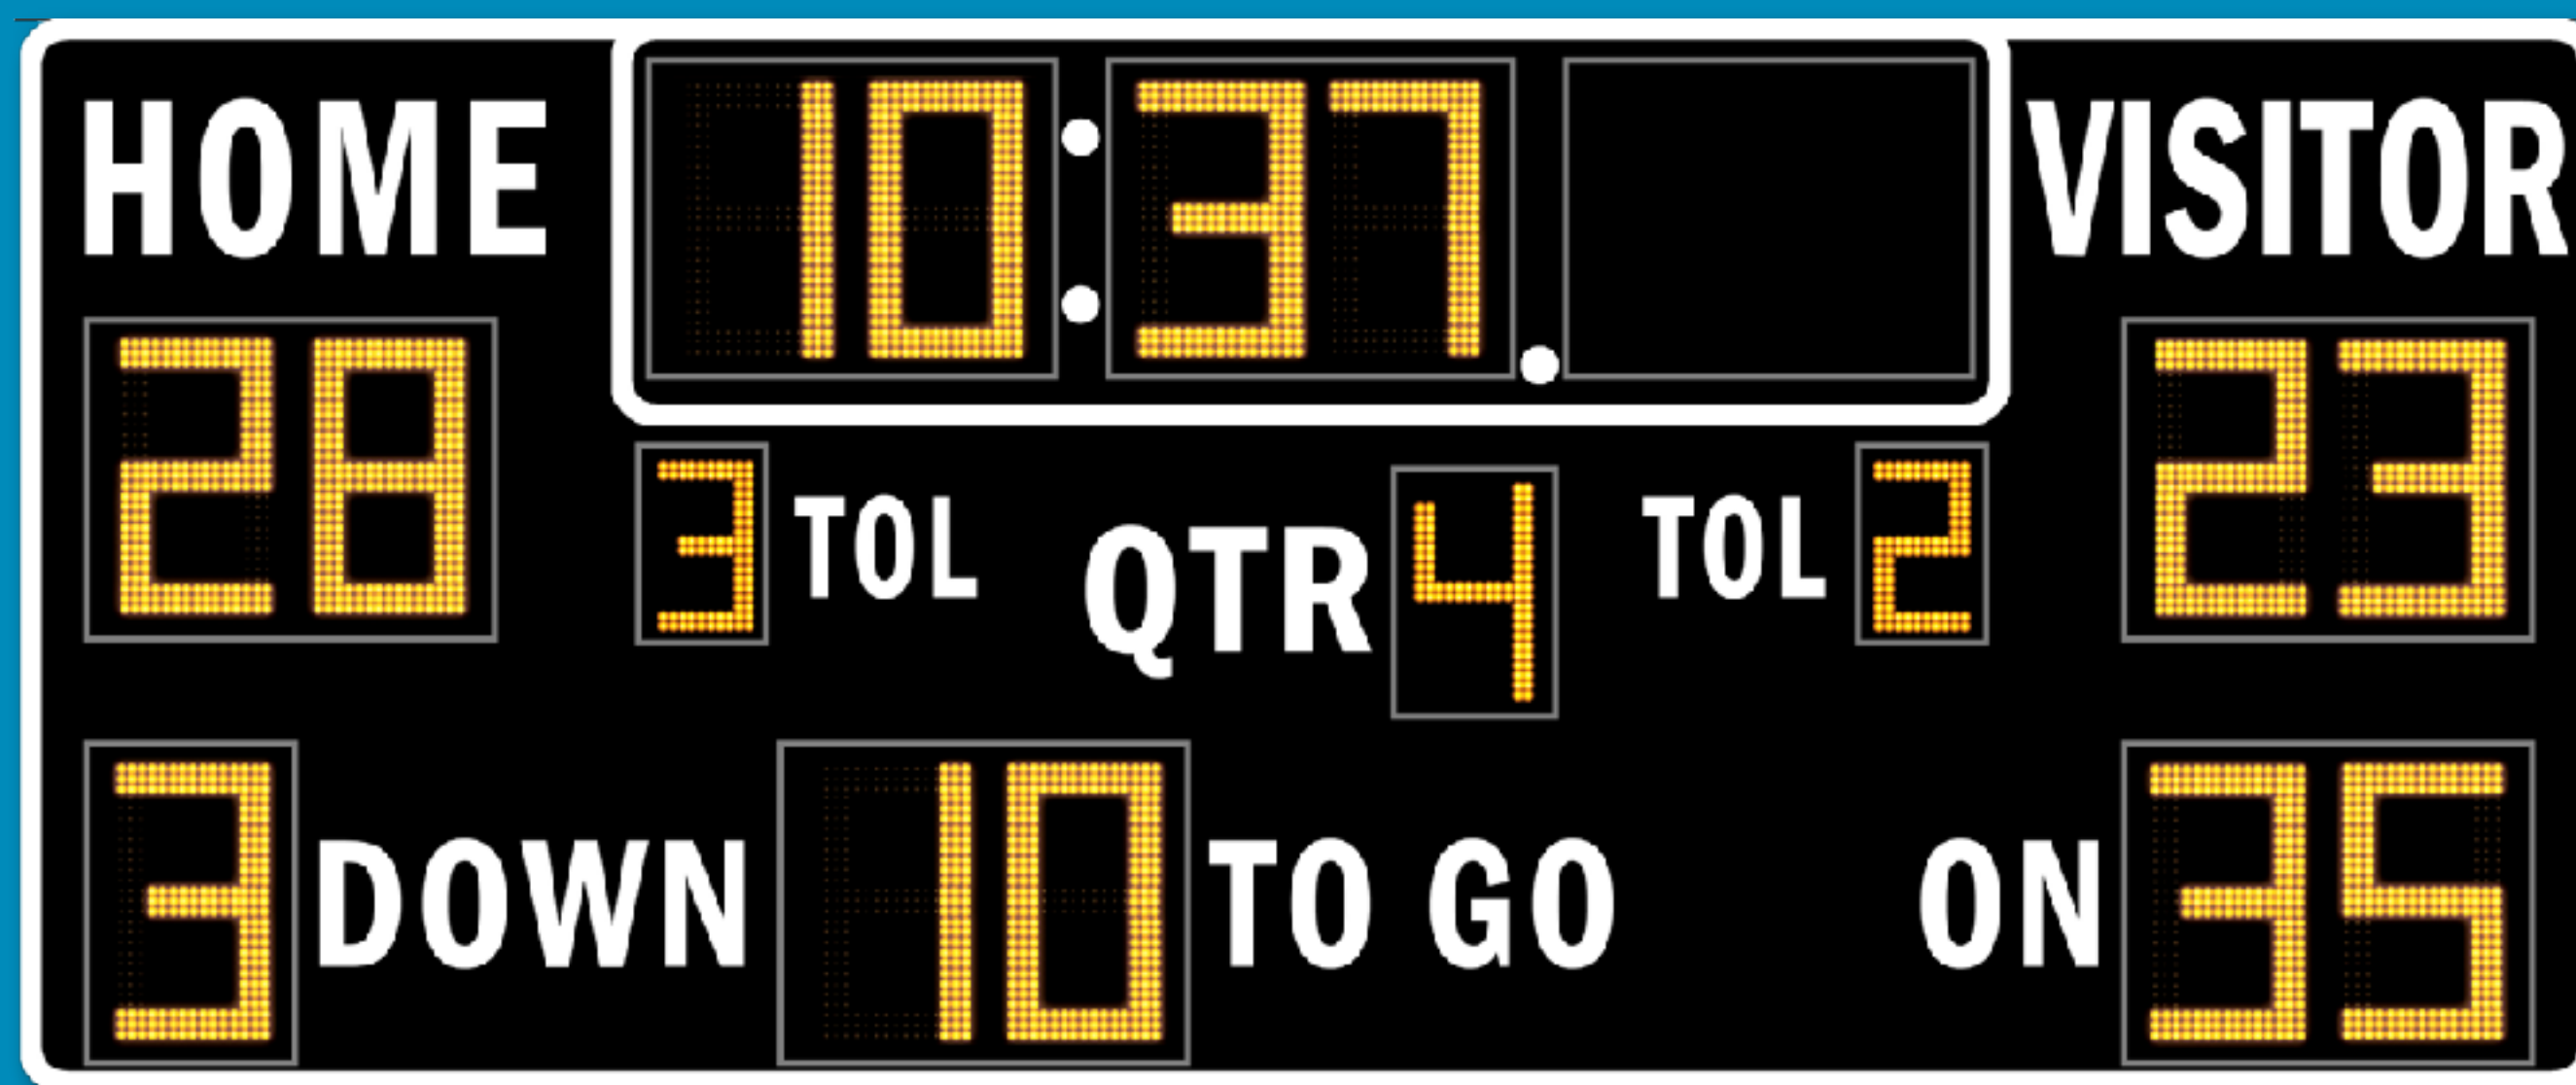 HOME 10:37. VISITOR
28 3 TOL QTR 4 TOL 2 23
3 DOWN 10 TO GO ON 35